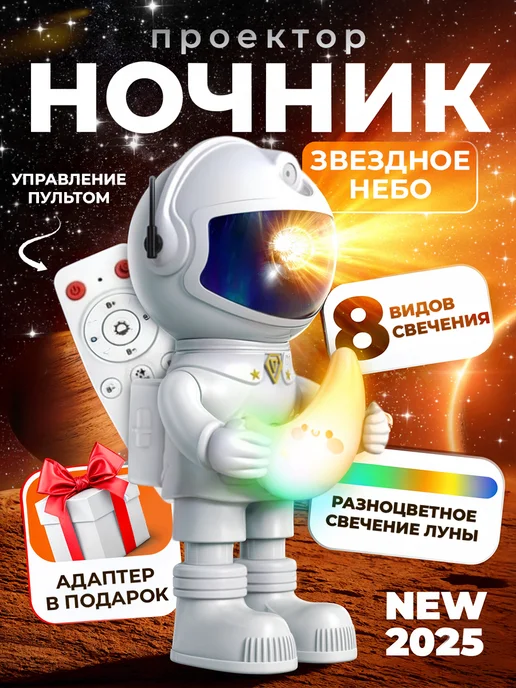 проектор
НОЧНИК
ЗВЕЗДНОЕ
НЕБО
УПРАВЛЕНИЕ
ПУЛЬТОМ
8 ВИДОВ
СВЕЧЕНИЯ
РАЗНОЦВЕТНОЕ
СВЕЧЕНИЕ ЛУНЫ
АДАПТЕР
В ПОДАРОК
NEW
2025